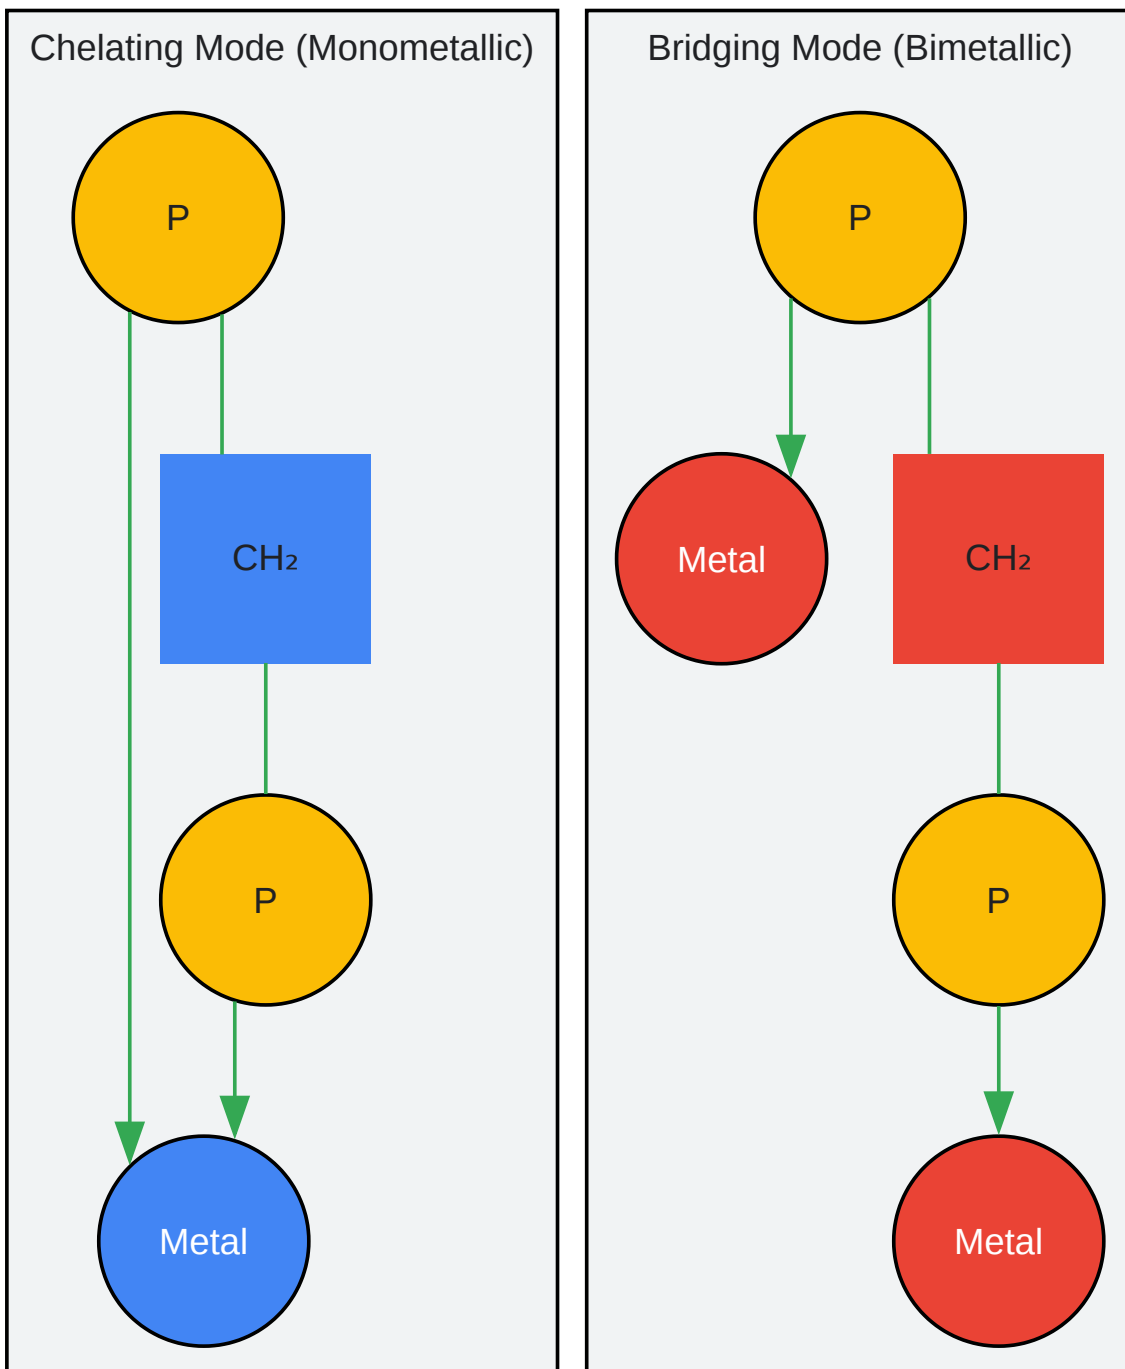 Chelating Mode (Monometallic)
P
CH₂
P
Metal
Bridging Mode (Bimetallic)
P
Metal
CH₂
P
Metal